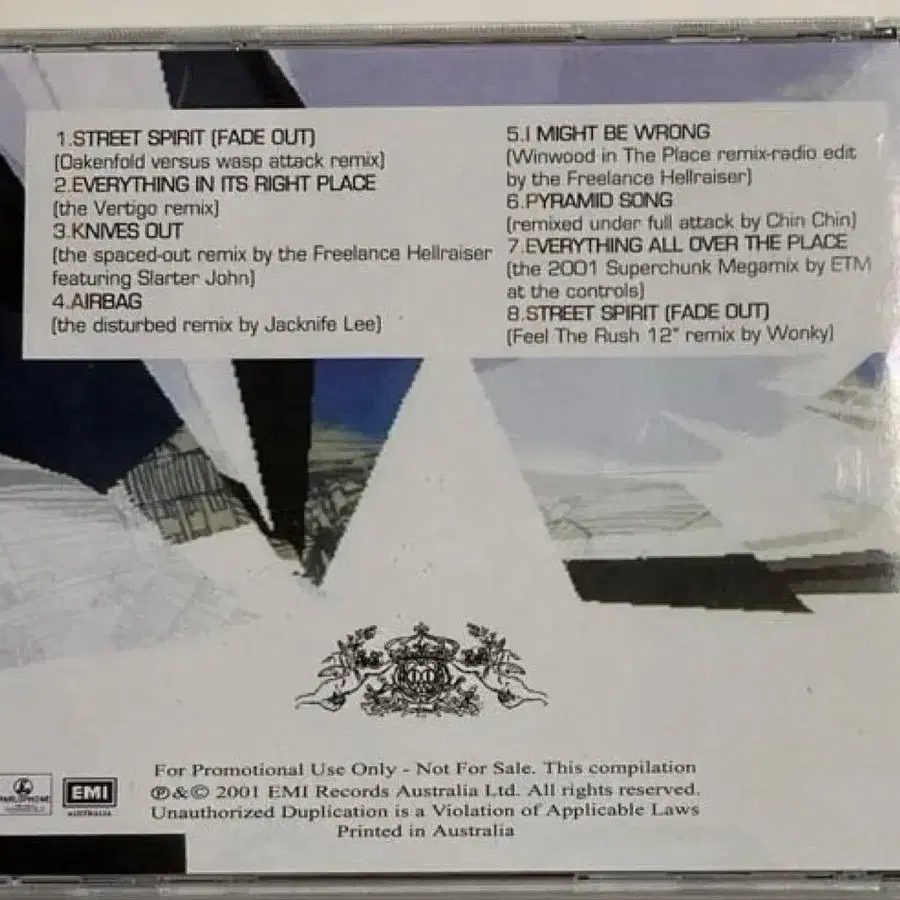 1.STREET SPIRIT (FADE OUT)
(Oakenfold versus wasp attack remix)
2.EVERYTHING IN ITS RIGHT PLACE
(the Vertigo remix)
3.KNIVES OUT
(the spaced-out remix by the Freelance Hellraiser
featuring Slarter John)
4.AIRBAG
(the disturbed remix by Jacknife Lee)
5.I MIGHT BE WRONG
(Winwood in The Place remix-radio edit
by the Freelance Hellraiser)
6.PYRAMID SONG
(remixed under full attack by Chin Chin)
7.EVERYTHING ALL OVER THE PLACE
(the 2001 Superchunk Megamix by ETM
at the controls)
8.STREET SPIRIT (FADE OUT)
(Feel The Rush 12" remix by Wonky)
For Promotional Use Only - Not For Sale. This compilation
℗&© 2001 EMI Records Australia Ltd. All rights reserved.
Unauthorized Duplication is a Violation of Applicable Laws
Printed in Australia
PARLOPHONE
EMI
AUSTRALIA